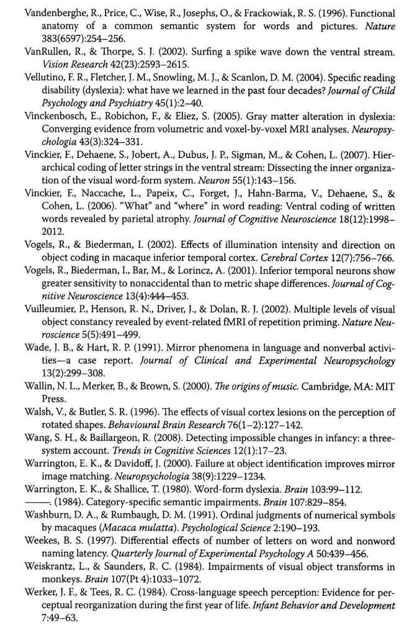 Vandenberghe, R., Price, C., Wise, R., Josephs, O., & Frackowiak, R. S. (1996). Functional
anatomy of a common semantic system for words and pictures. Nature
383(6597):254–256.
VanRullen, R., & Thorpe, S. J. (2002). Surfing a spike wave down the ventral stream.
Vision Research 42(23):2593–2615.
Vellutino, F. R., Fletcher, J. M., Snowling, M. J., & Scanlon, D. M. (2004). Specific reading
disability (dyslexia): what have we learned in the past four decades? Journal of Child
Psychology and Psychiatry 45(1):2–40.
Vinckenbosch, E., Robichon, F., & Eliez, S. (2005). Gray matter alteration in dyslexia:
Converging evidence from volumetric and voxel-by-voxel MRI analyses. Neuropsy-
chologia 43(3):324–331.
Vinckier, F., Dehaene, S., Jobert, A., Dubus, J. P., Sigman, M., & Cohen, L. (2007). Hier-
archical coding of letter strings in the ventral stream: Dissecting the inner organiza-
tion of the visual word-form system. Neuron 55(1):143–156.
Vinckier, F., Naccache, L., Papeix, C., Forget, J., Hahn-Barma, V., Dehaene, S., &
Cohen, L. (2006). “What” and “where” in word reading: Ventral coding of written
words revealed by parietal atrophy. Journal of Cognitive Neuroscience 18(12):1998–
2012.
Vogels, R., & Biederman, I. (2002). Effects of illumination intensity and direction on
object coding in macaque inferior temporal cortex. Cerebral Cortex 12(7):756–766.
Vogels, R., Biederman, I., Bar, M., & Lorincz, A. (2001). Inferior temporal neurons show
greater sensitivity to nonaccidental than to metric shape differences. Journal of Cog-
nitive Neuroscience 13(4):444–453.
Vuilleumier, P., Henson, R. N., Driver, J., & Dolan, R. J. (2002). Multiple levels of visual
object constancy revealed by event-related fMRI of repetition priming. Nature Neu-
roscience 5(5):491–499.
Wade, J. B., & Hart, R. P. (1991). Mirror phenomena in language and nonverbal activi-
ties—a case report. Journal of Clinical and Experimental Neuropsychology
13(2):299–308.
Wallin, N. L., Merker, B., & Brown, S. (2000). The origins of music. Cambridge, MA: MIT
Press.
Walsh, V., & Butler, S. R. (1996). The effects of visual cortex lesions on the perception of
rotated shapes. Behavioural Brain Research 76(1–2):127–142.
Wang, S. H., & Baillargeon, R. (2008). Detecting impossible changes in infancy: a three-
system account. Trends in Cognitive Sciences 12(1):17–23.
Warrington, E. K., & Davidoff, J. (2000). Failure at object identification improves mirror
image matching. Neuropsychologia 38(9):1229–1234.
Warrington, E. K., & Shallice, T. (1980). Word-form dyslexia. Brain 103:99–112.
———. (1984). Category-specific semantic impairments. Brain 107:829–854.
Washburn, D. A., & Rumbaugh, D. M. (1991). Ordinal judgments of numerical symbols
by macaques (Macaca mulatta). Psychological Science 2:190–193.
Weekes, B. S. (1997). Differential effects of number of letters on word and nonword
naming latency. Quarterly Journal of Experimental Psychology A 50:439–456.
Weiskrantz, L., & Saunders, R. C. (1984). Impairments of visual object transforms in
monkeys. Brain 107(Pt 4):1033–1072.
Werker, J. F., & Tees, R. C. (1984). Cross-language speech perception: Evidence for per-
ceptual reorganization during the first year of life. Infant Behavior and Development
7:49–63.